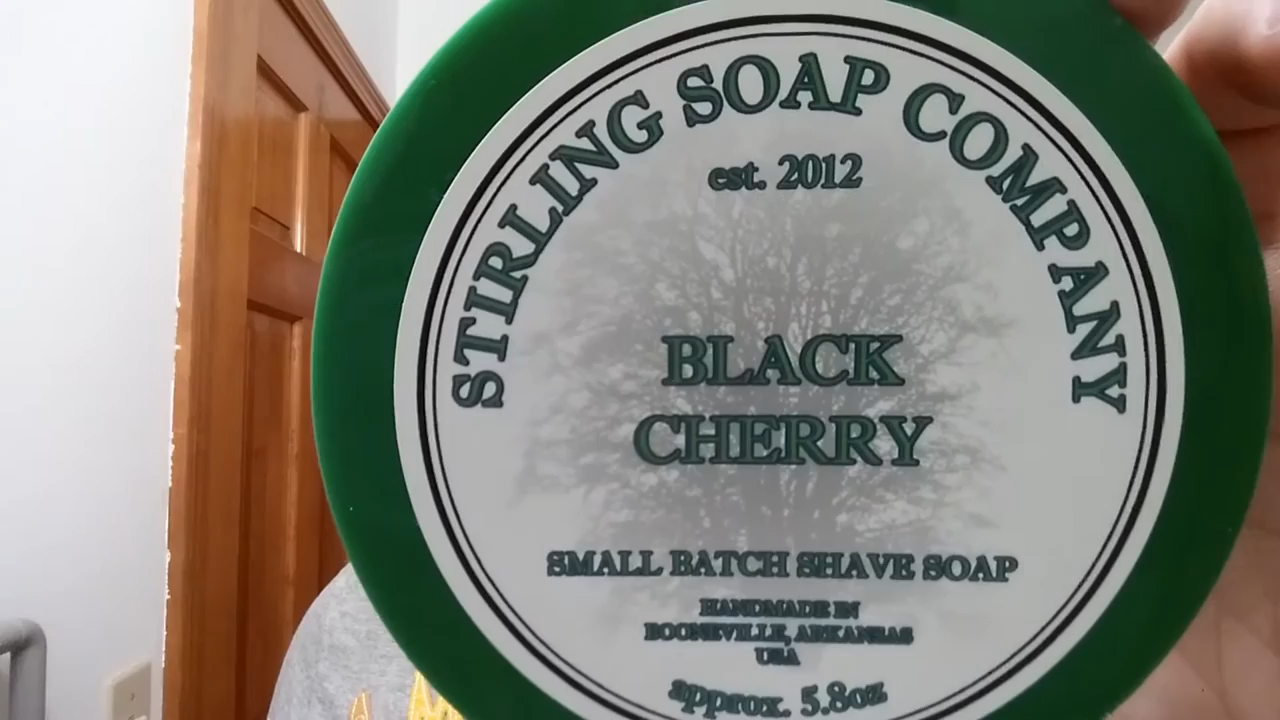 STIRLING SOAP COMPANY
est. 2012
BLACK
CHERRY
SMALL BATCH SHAVE SOAP
HANDMADE IN
BOONEVILLE, ARKANSAS
USA
approx. 5.8oz